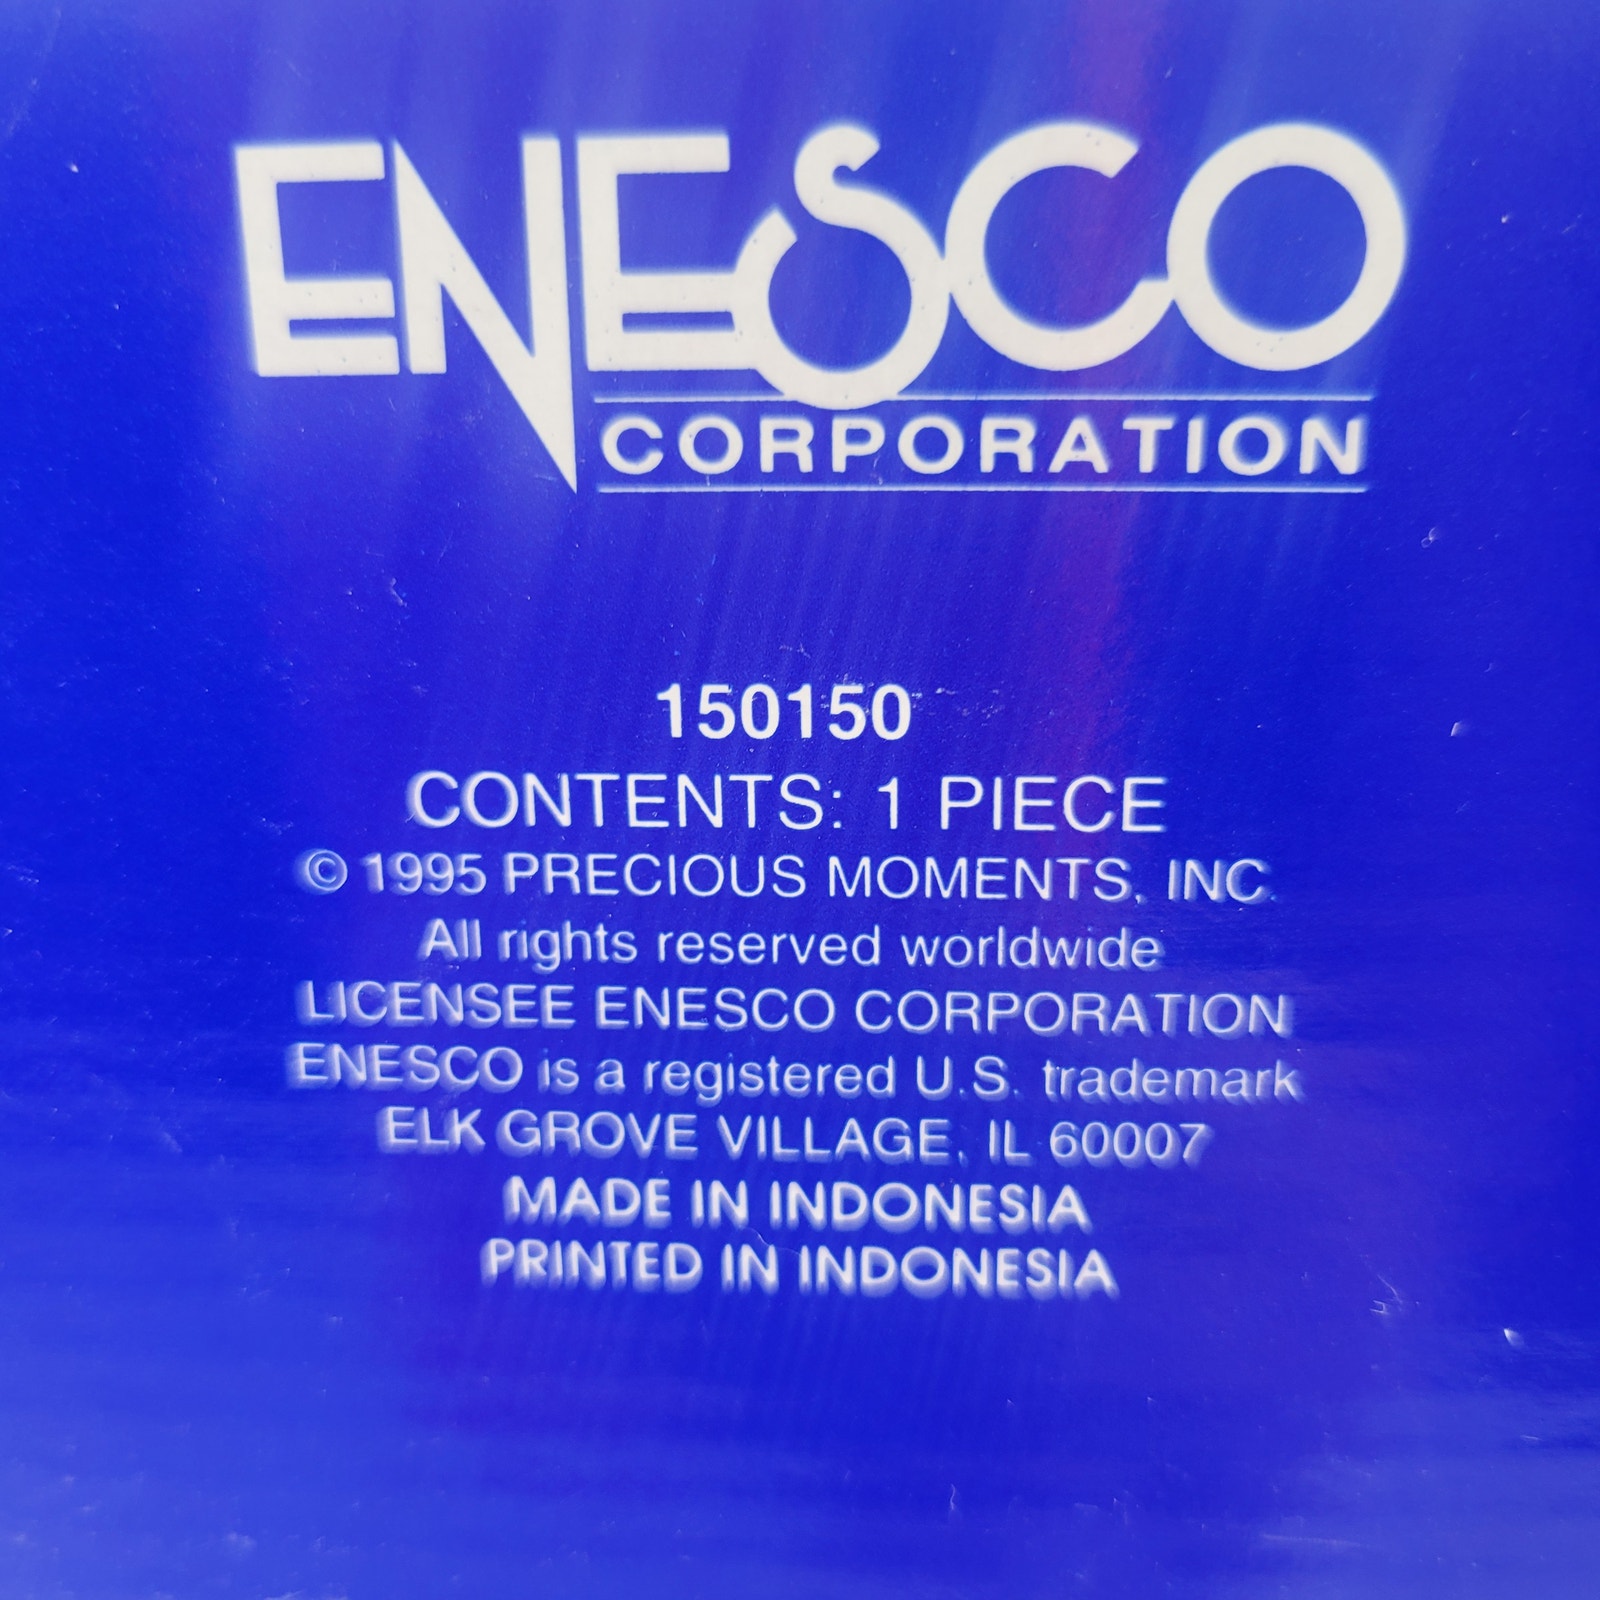 ENESCO
CORPORATION
150150
CONTENTS: 1 PIECE
© 1995 PRECIOUS MOMENTS, INC.
All rights reserved worldwide
LICENSEE ENESCO CORPORATION
ENESCO is a registered U.S. trademark
ELK GROVE VILLAGE, IL 60007
MADE IN INDONESIA
PRINTED IN INDONESIA